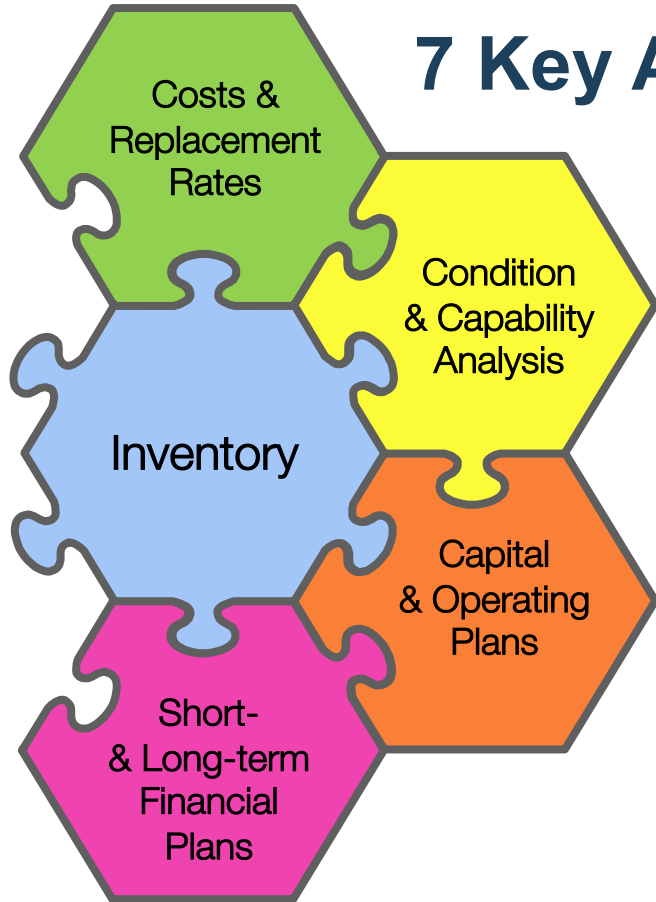 7 Key A
Costs &
Replacement
Rates
Condition
& Capability
Analysis
Inventory
Capital
& Operating
Plans
Short-
& Long-term
Financial
Plans